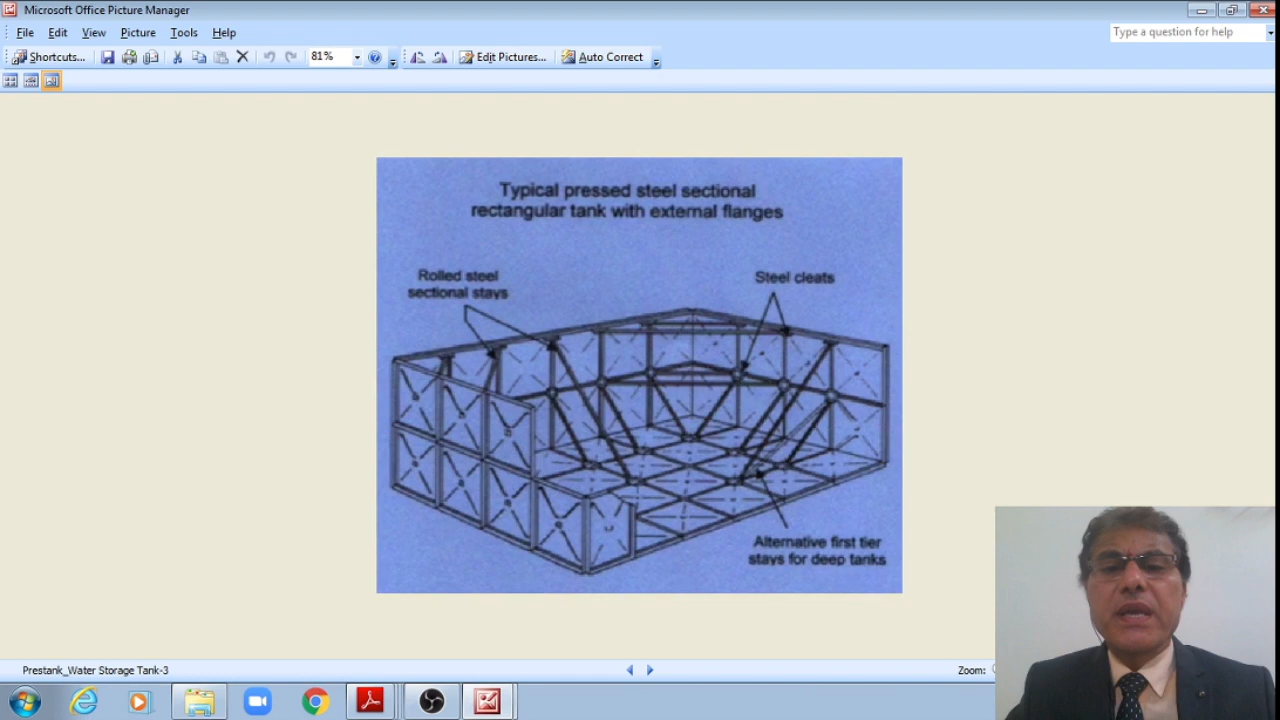 Microsoft Office Picture Manager
File Edit View Picture Tools Help
Type a question for help
Shortcuts...
81%
Edit Pictures...
Auto Correct
Typical pressed steel sectional
rectangular tank with external flanges
Rolled steel
sectional stays
Steel cleats
Alternative first tier
stays for deep tanks
Prestank_Water Storage Tank-3
Zoom: